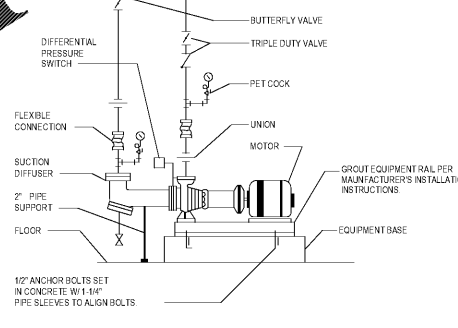 BUTTERFLY VALVE
DIFFERENTIAL
PRESSURE
SWITCH
TRIPLE DUTY VALVE
PET COCK
FLEXIBLE
CONNECTION
UNION
MOTOR
SUCTION
DIFFUSER
GROUT EQUIPMENT RAIL PER
MAUNFACTURER'S INSTALLATI
INSTRUCTIONS.
2" PIPE
SUPPORT
FLOOR
EQUIPMENT BASE
1/2" ANCHOR BOLTS SET
IN CONCRETE W/ 1-1/4"
PIPE SLEEVES TO ALIGN BOLTS.